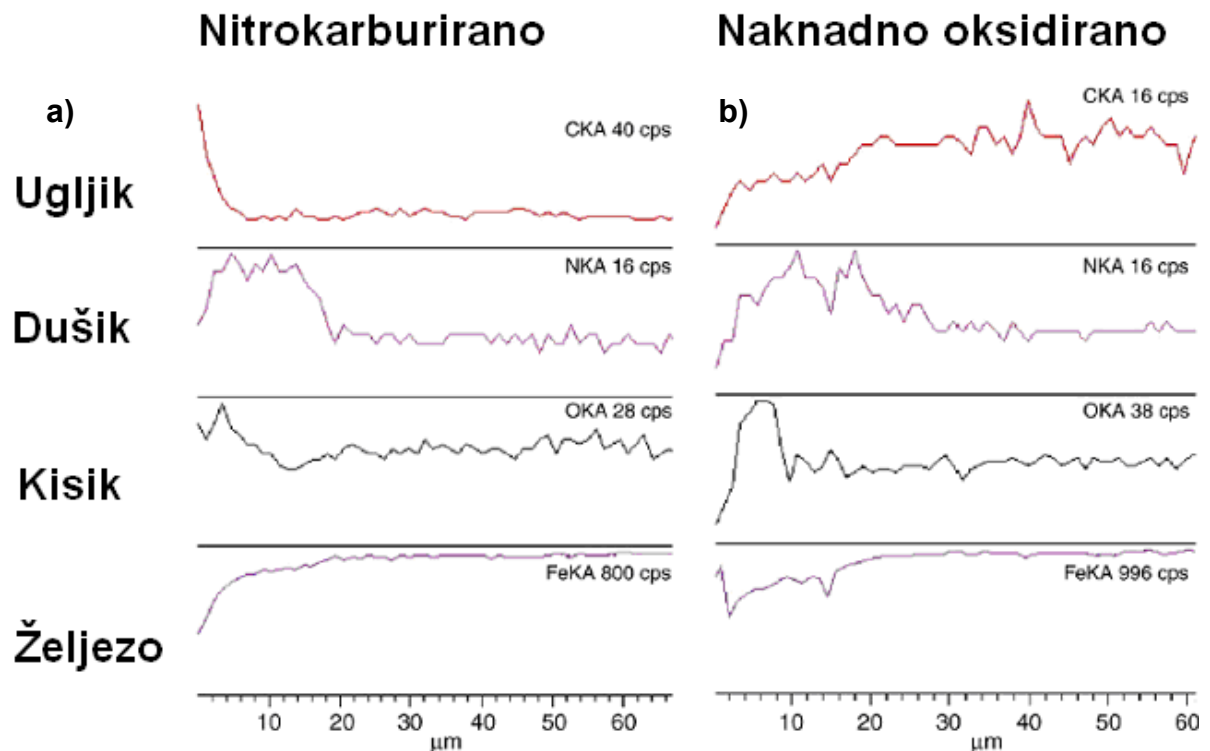 Nitrokarburirano
Naknadno oksidirano
a)
CKA 40 cps
b)
CKA 16 cps
Ugljik
NKA 16 cps
NKA 16 cps
Dušik
OKA 28 cps
OKA 38 cps
Kisik
FeKA 800 cps
FeKA 996 cps
Željezo
10 20 30 40 50 60
μm
10 20 30 40 50 60
μm